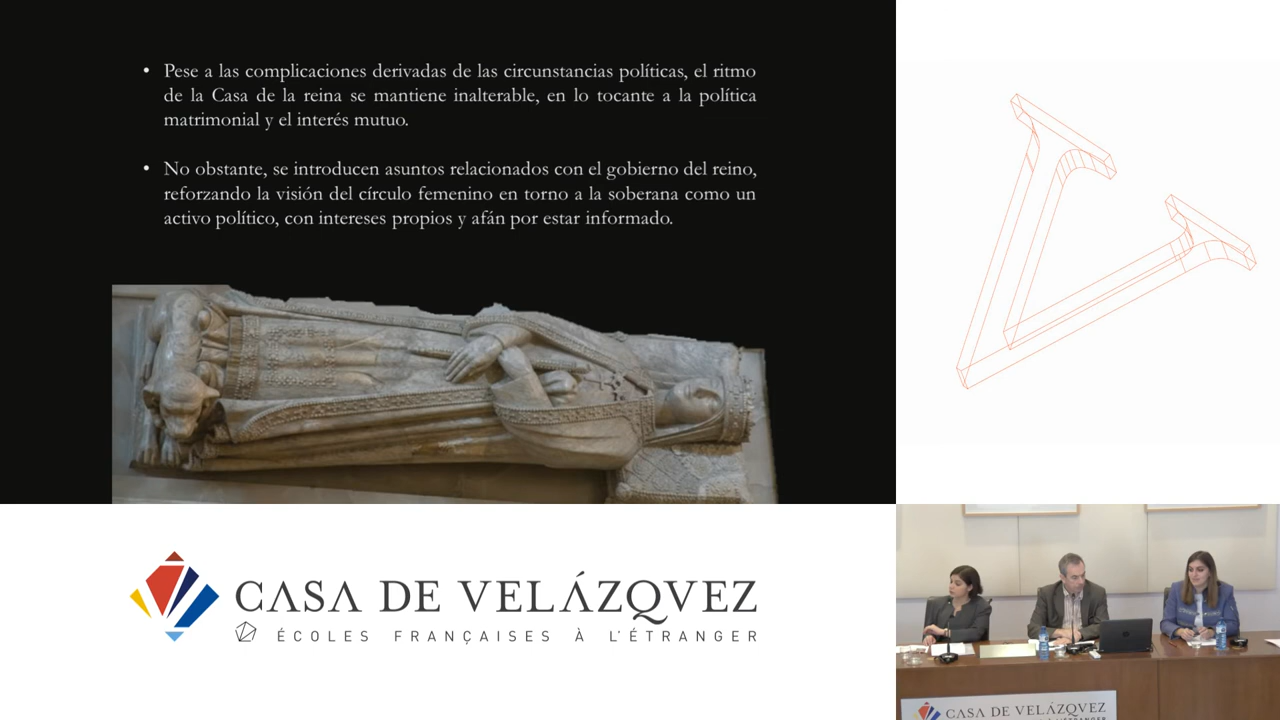 • Pese a las complicaciones derivadas de las circunstancias políticas, el ritmo
de la Casa de la reina se mantiene inalterable, en lo tocante a la política
matrimonial y el interés mutuo.
• No obstante, se introducen asuntos relacionados con el gobierno del reino,
reforzando la visión del círculo femenino en torno a la soberana como un
activo político, con intereses propios y afán por estar informado.
CASA DE VELÁZQVEZ
ÉCOLES FRANÇAISES À L'ÉTRANGER
CASA DE VELÁZQVEZ